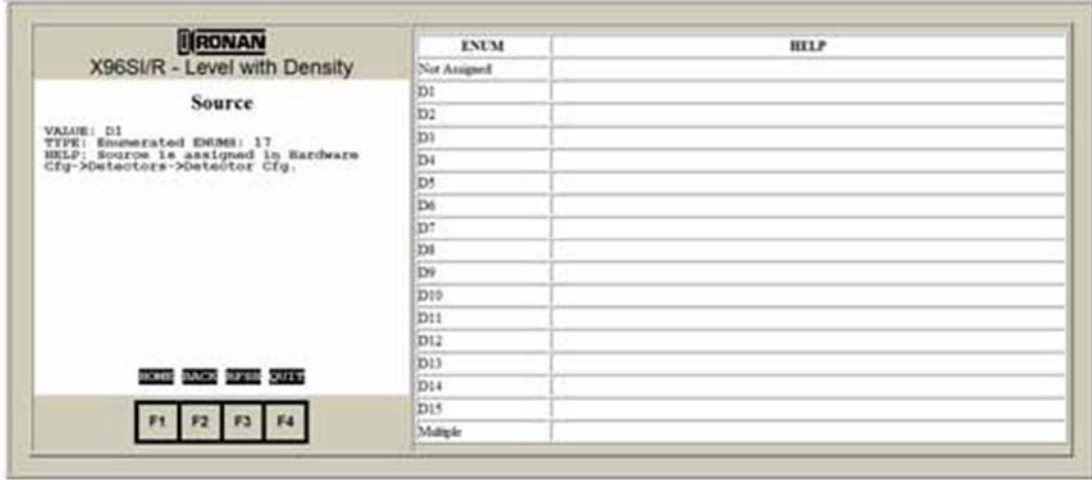 RONAN
X96SI/R - Level with Density
Source
VALUE: D1
TYPE: Enumerated ENUMS: 17
HELP: Source is assigned in Hardware
Cfg->Detectors->Detector Cfg.
HOME BACK RFRH QUIT
F1 F2 F3 F4
ENUM HELP
Not Assigned
D1
D2
D3
D4
D5
D6
D7
D8
D9
D10
D11
D12
D13
D14
D15
Multiple